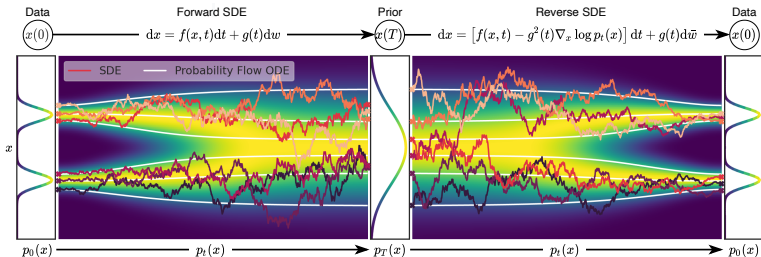 Data Forward SDE Prior Reverse SDE Data
x(0) dx = f(x, t)dt + g(t)dw x(T) dx = [f(x, t) − g²(t)∇ₓ log pₜ(x)] dt + g(t)dw̄ x(0)
SDE Probability Flow ODE
x
p₀(x) pₜ(x) p_T(x) pₜ(x) p₀(x)